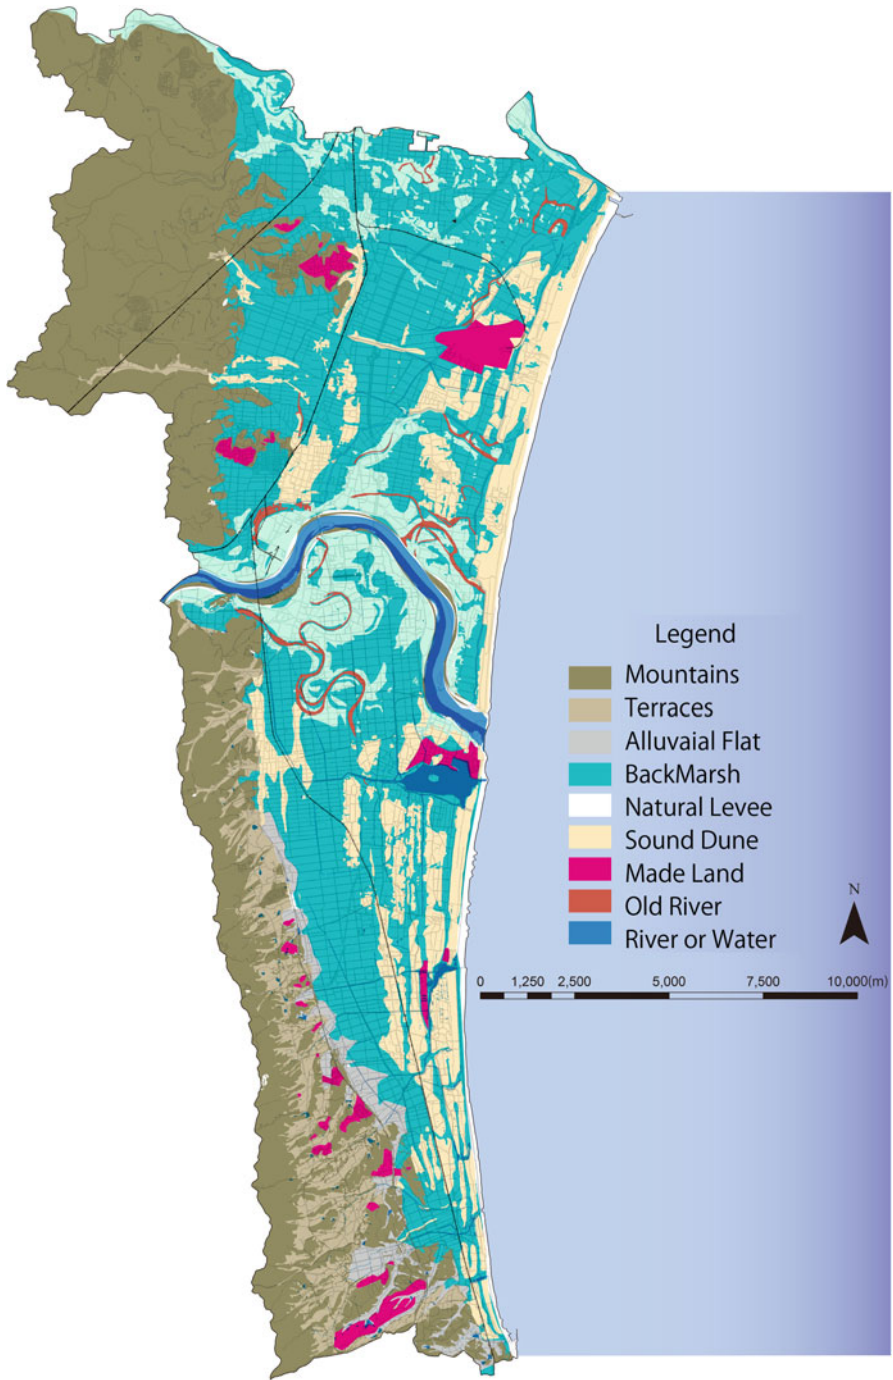 Legend
Mountains
Terraces
Alluvaial Flat
BackMarsh
Natural Levee
Sound Dune
Made Land
Old River
River or Water
N
0 1,250 2,500 5,000 7,500 10,000(m)